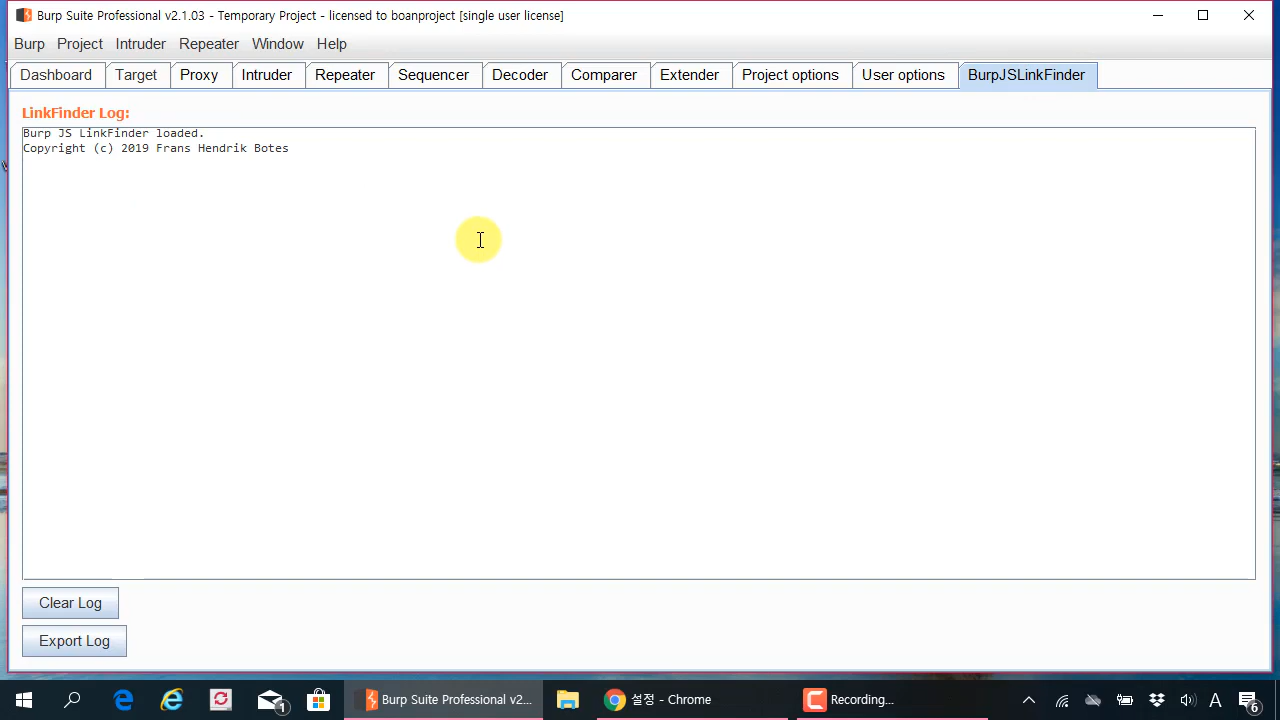 Burp Suite Professional v2.1.03 - Temporary Project - licensed to boanproject [single user license]
Burp Project Intruder Repeater Window Help
Dashboard Target Proxy Intruder Repeater Sequencer Decoder Comparer Extender Project options User options BurpJSLinkFinder
LinkFinder Log:
Burp JS LinkFinder loaded.
Copyright (c) 2019 Frans Hendrik Botes
Clear Log
Export Log
1 Burp Suite Professional v2... 설정 - Chrome Recording... A 6